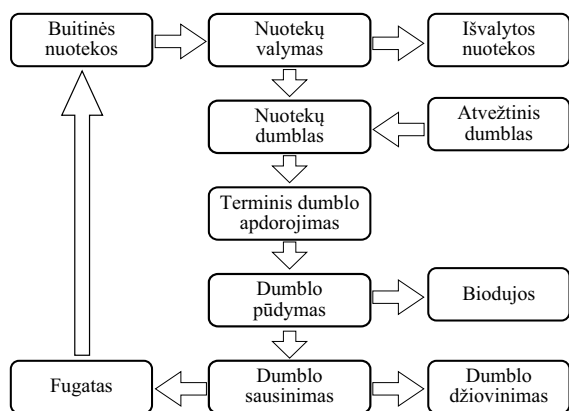 Buitinės
nuotekos
Nuotekų
valymas
Išvalytos
nuotekos
Nuotekų
dumblas
Atvežtinis
dumblas
Terminis dumblo
apdorojimas
Dumblo
pūdymas
Biodujos
Fugatas
Dumblo
sausinimas
Dumblo
džiovinimas